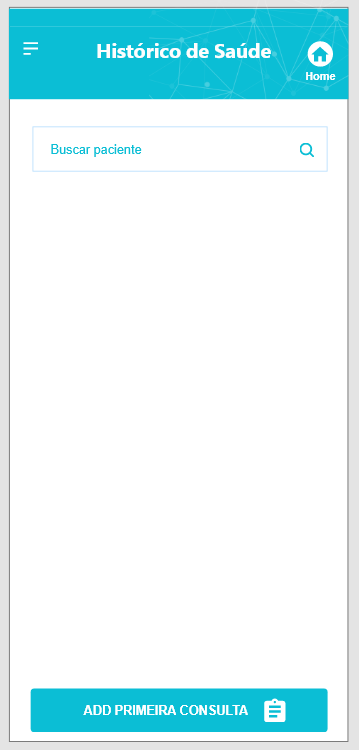 Histórico de Saúde
Home
Buscar paciente
ADD PRIMEIRA CONSULTA